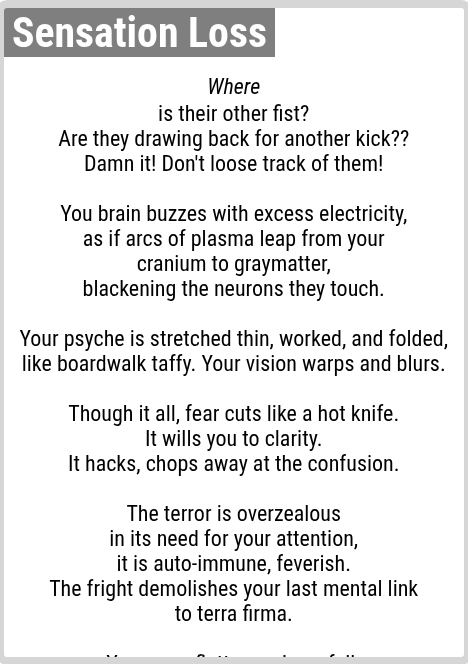 Sensation Loss
Where
is their other fist?
Are they drawing back for another kick??
Damn it! Don't loose track of them!
You brain buzzes with excess electricity,
as if arcs of plasma leap from your
cranium to graymatter,
blackening the neurons they touch.
Your psyche is stretched thin, worked, and folded,
like boardwalk taffy. Your vision warps and blurs.
Though it all, fear cuts like a hot knife.
It wills you to clarity.
It hacks, chops away at the confusion.
The terror is overzealous
in its need for your attention,
it is auto-immune, feverish.
The fright demolishes your last mental link
to terra firma.